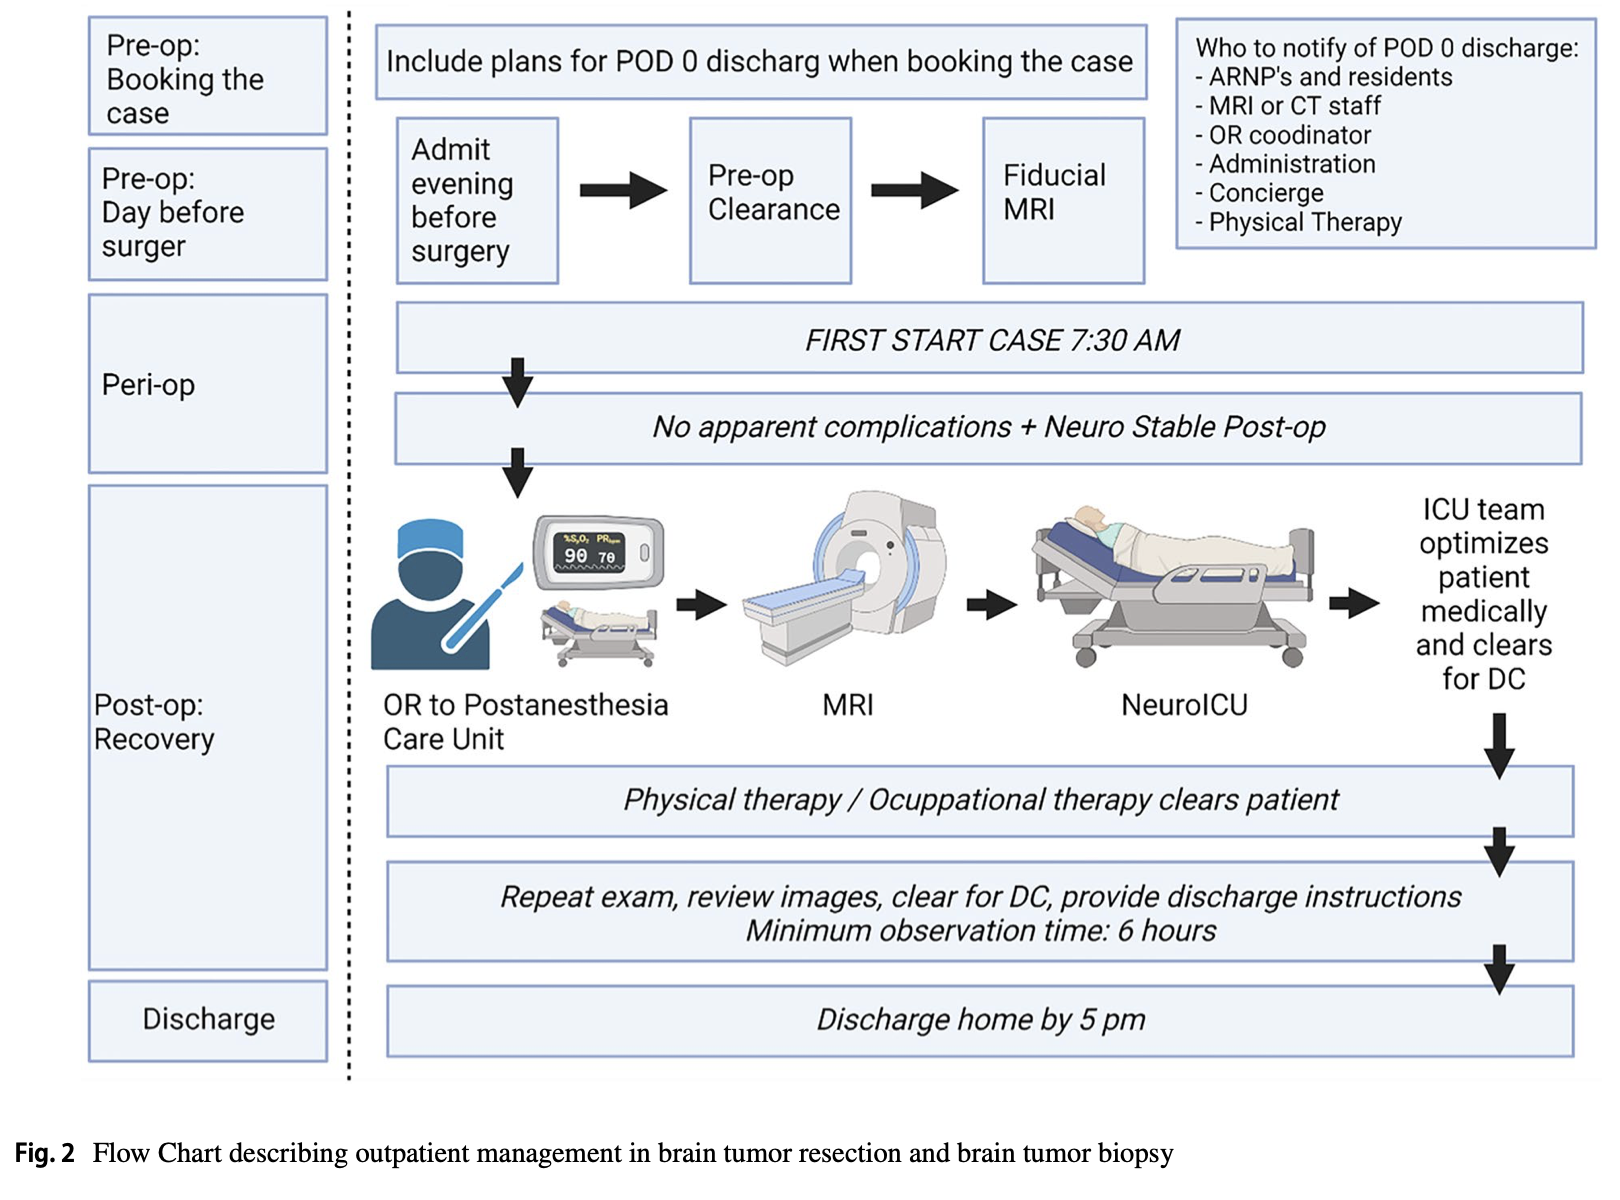 Pre-op:
Booking the
case
Include plans for POD 0 discharg when booking the case
Who to notify of POD 0 discharge:
- ARNP's and residents
- MRI or CT staff
- OR coodinator
- Administration
- Concierge
- Physical Therapy
Pre-op:
Day before
surger
Admit
evening
before
surgery
Pre-op
Clearance
Fiducial
MRI
Peri-op
FIRST START CASE 7:30 AM
No apparent complications + Neuro Stable Post-op
Post-op:
Recovery
%SpO2 PRbpm
90 70
OR to Postanesthesia
Care Unit
MRI
NeuroICU
ICU team
optimizes
patient
medically
and clears
for DC
Physical therapy / Ocuppational therapy clears patient
Repeat exam, review images, clear for DC, provide discharge instructions
Minimum observation time: 6 hours
Discharge
Discharge home by 5 pm
Fig. 2 Flow Chart describing outpatient management in brain tumor resection and brain tumor biopsy